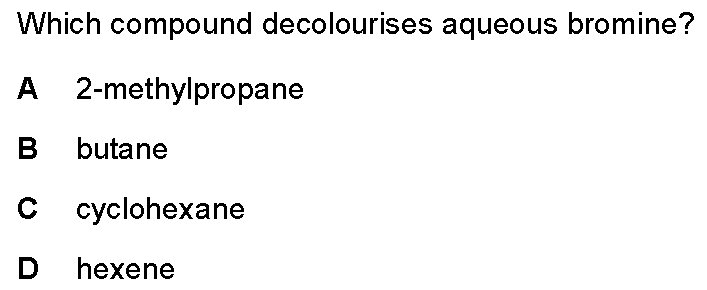 Which compound decolourises aqueous bromine?
A 2-methylpropane
B butane
C cyclohexane
D hexene